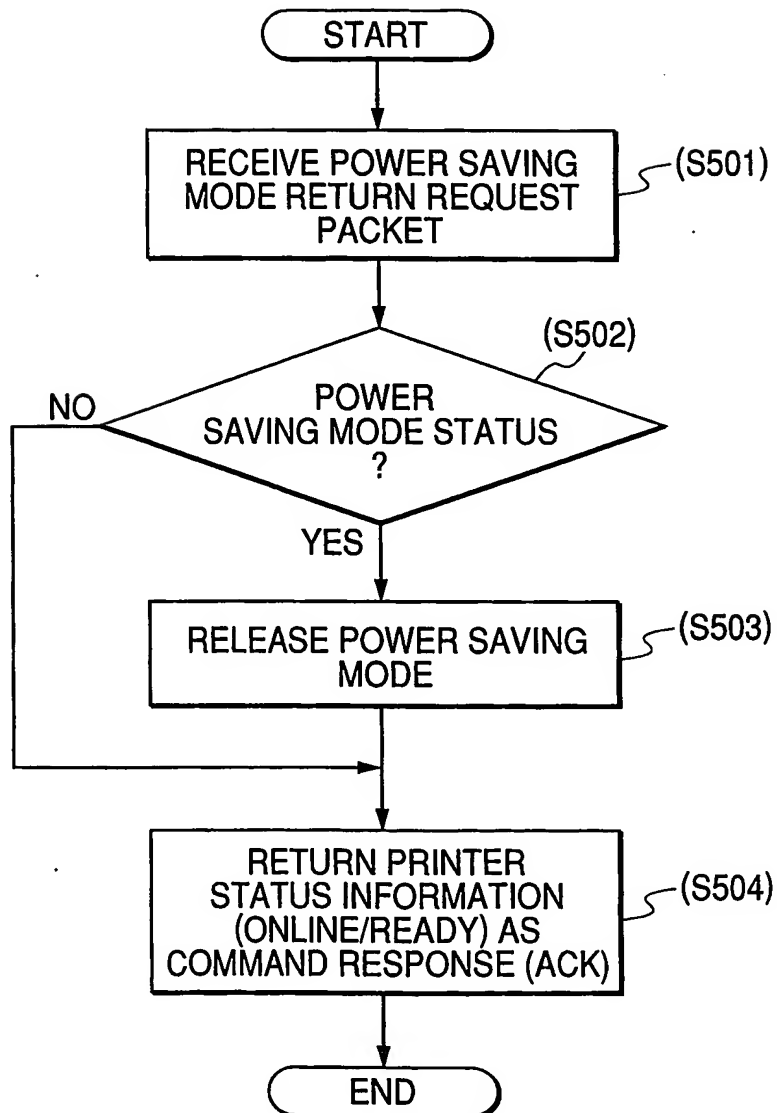 START
RECEIVE POWER SAVING
MODE RETURN REQUEST
PACKET
(S501)
(S502)
POWER
SAVING MODE STATUS
?
NO
YES
RELEASE POWER SAVING
MODE
(S503)
RETURN PRINTER
STATUS INFORMATION
(ONLINE/READY) AS
COMMAND RESPONSE (ACK)
(S504)
END